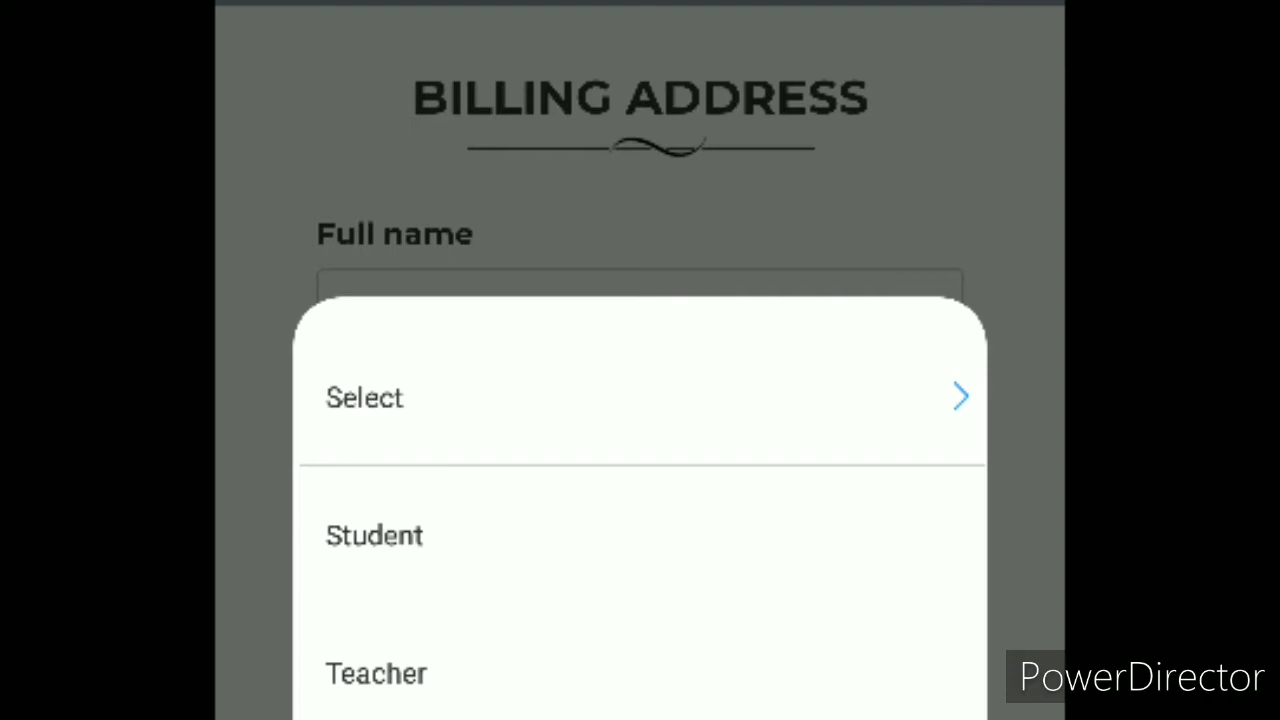 BILLING ADDRESS
Full name
Select
Student
Teacher
PowerDirector